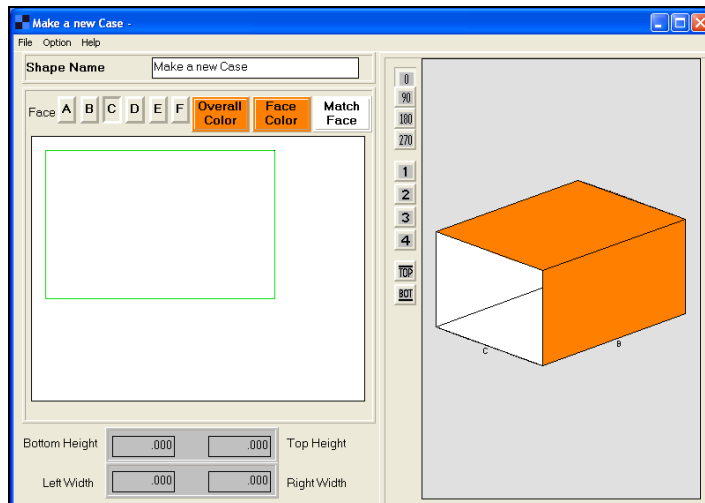 Make a new Case -
File Option Help
Shape Name Make a new Case
Face A B C D E F Overall Color Face Color Match Face
0
90
180
270
1
2
3
4
TOP
BOT
C
B
Bottom Height .000 .000 Top Height
Left Width .000 .000 Right Width